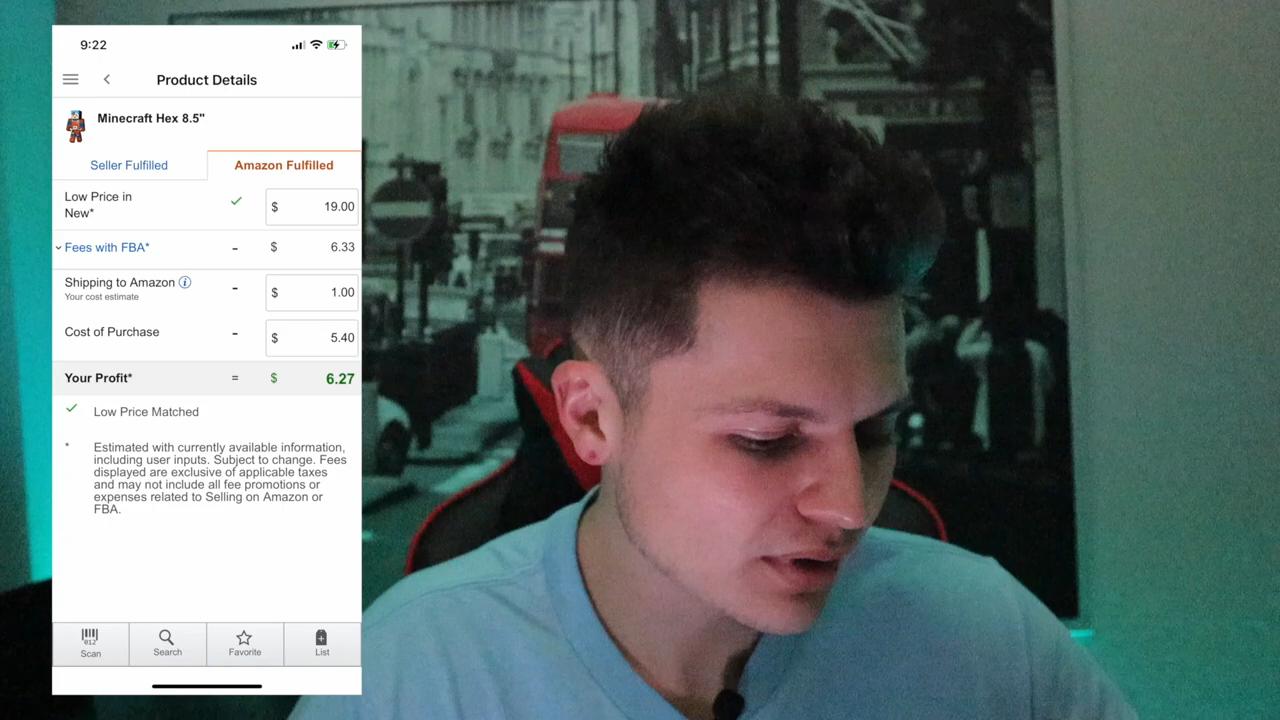 9:22
Product Details
Minecraft Hex 8.5"
Seller Fulfilled
Amazon Fulfilled
Low Price in
New*
$ 19.00
Fees with FBA* - $ 6.33
Shipping to Amazon
Your cost estimate
- $ 1.00
Cost of Purchase - $ 5.40
Your Profit* = $ 6.27
Low Price Matched
* Estimated with currently available information,
including user inputs. Subject to change. Fees
displayed are exclusive of applicable taxes
and may not include all fee promotions or
expenses related to Selling on Amazon or
FBA.
Scan
Search
Favorite
List